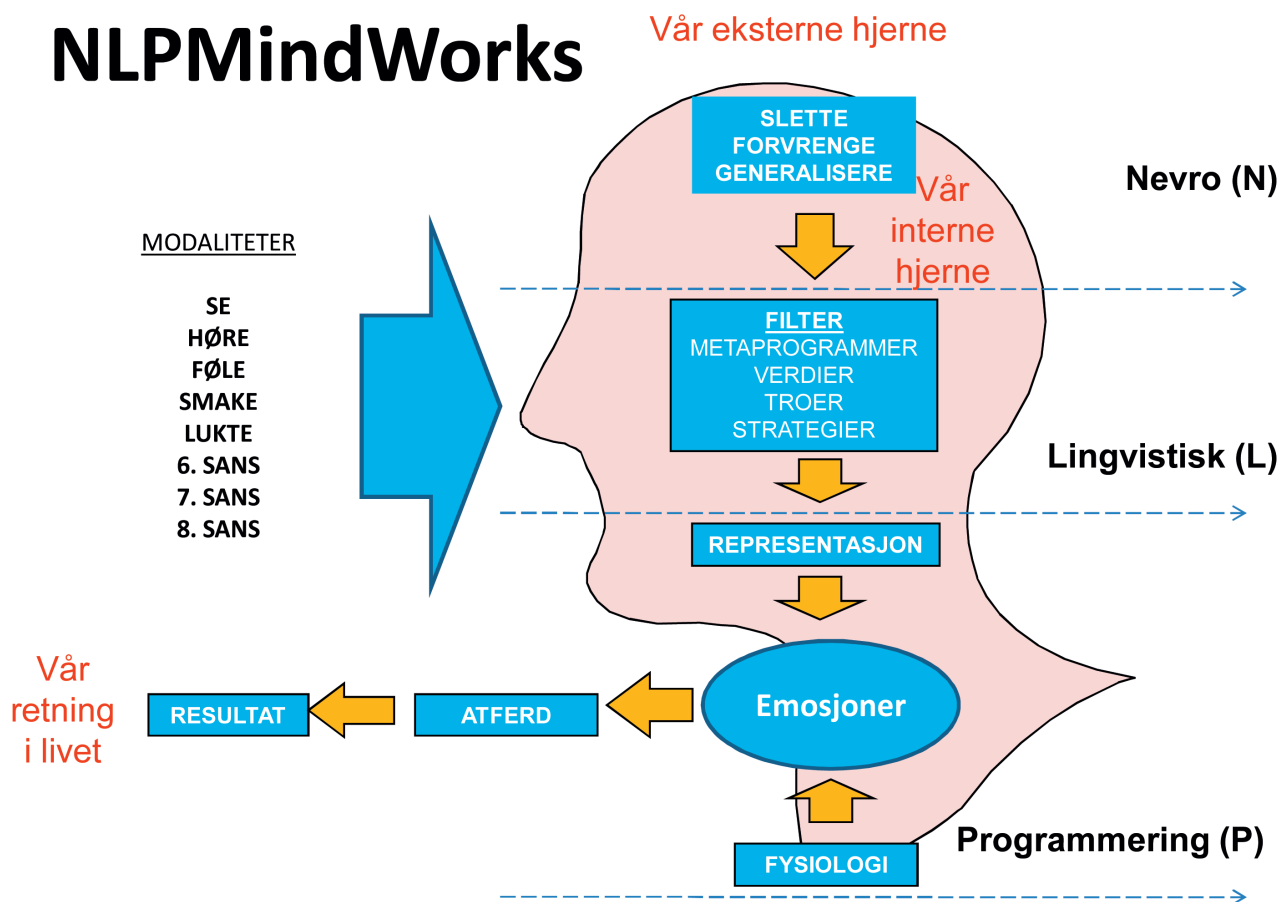 NLPMindWorks
Vår eksterne hjerne
SLETTE
FORVRENGE
GENERALISERE
Nevro (N)
Vår
interne
hjerne
MODALITETER
SE
HØRE
FØLE
SMAKE
LUKTE
6. SANS
7. SANS
8. SANS
FILTER
METAPROGRAMMER
VERDIER
TROER
STRATEGIER
Lingvistisk (L)
REPRESENTASJON
Emosjoner
ATFERD
RESULTAT
Vår
retning
i livet
FYSIOLOGI
Programmering (P)